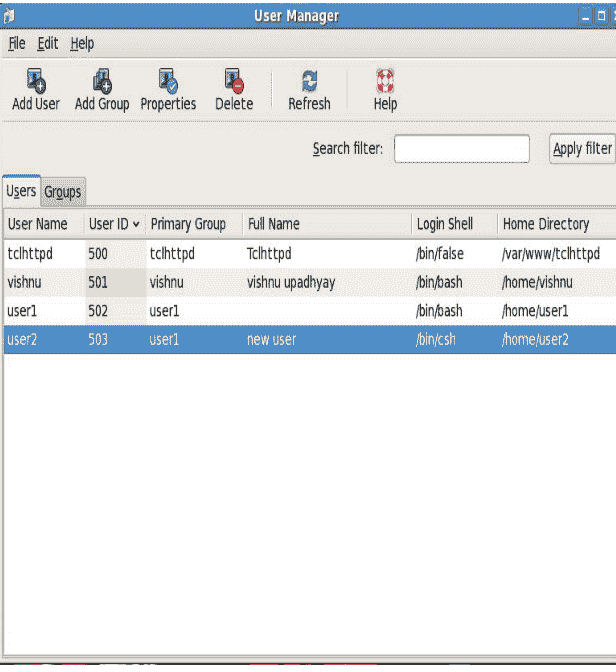 User Manager
File Edit Help
Add User Add Group Properties Delete Refresh Help
Search filter: Apply filter
Users Groups
User Name User ID Primary Group Full Name Login Shell Home Directory
tclhttpd 500 tclhttpd Tclhttpd /bin/false /var/www/tclhttpd
vishnu 501 vishnu vishnu upadhyay /bin/bash /home/vishnu
user1 502 user1 /bin/bash /home/user1
user2 503 user1 new user /bin/csh /home/user2